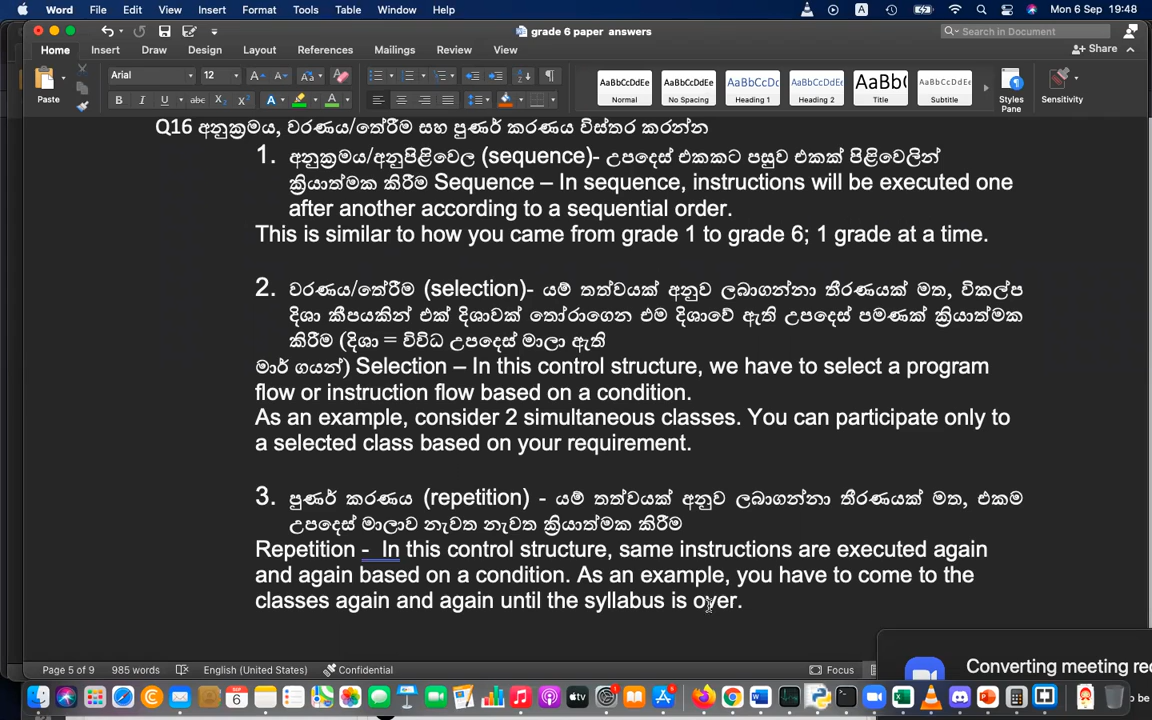 Word File Edit View Insert Format Tools Table Window Help Mon 6 Sep 19:48
grade 6 paper answers
Search in Document
Home Insert Draw Design Layout References Mailings Review View Share
Arial 12
Paste
AaBbCcDdEe AaBbCcDdEe AaBbCcDc AaBbCcDdEe AaBb( AaBbCcDdEe
Normal No Spacing Heading 1 Heading 2 Title Subtitle Styles Pane Sensitivity
Q16 අනුක්‍රමය, වරණය/තේරීම සහ පුණර් කරණය විස්තර කරන්න
1. අනුක්‍රමය/අනුපිළිවෙල (sequence)- උපදෙස් එකකට පසුව එකක් පිළිවෙලින්
ක්‍රියාත්මක කිරීම Sequence – In sequence, instructions will be executed one
after another according to a sequential order.
This is similar to how you came from grade 1 to grade 6; 1 grade at a time.
2. වරණය/තේරීම (selection)- යම් තත්වයක් අනුව ලබාගන්නා තීරණයක් මත, විකල්ප
දිශා කීපයකින් එක් දිශාවක් තෝරාගෙන එම දිශාවේ ඇති උපදෙස් පමණක් ක්‍රියාත්මක
කිරීම (දිශා = විවිධ උපදෙස් මාලා ඇති
මාර් ගයන්) Selection – In this control structure, we have to select a program
flow or instruction flow based on a condition.
As an example, consider 2 simultaneous classes. You can participate only to
a selected class based on your requirement.
3. පුණර් කරණය (repetition) - යම් තත්වයක් අනුව ලබාගන්නා තීරණයක් මත, එකම
උපදෙස් මාලාව නැවත නැවත ක්‍රියාත්මක කිරීම
Repetition - In this control structure, same instructions are executed again
and again based on a condition. As an example, you have to come to the
classes again and again until the syllabus is over.
Converting meeting rec
Page 5 of 9 985 words English (United States) Confidential Focus